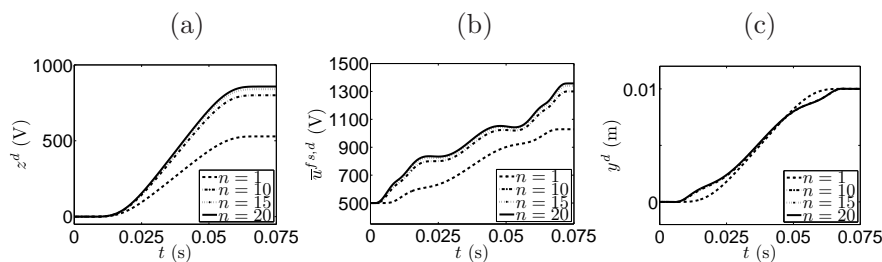 (a)
1000
500
0
z^d (V)
0 0.025 0.05 0.075
t (s)
n = 1
n = 10
n = 15
n = 20
(b)
1500
1300
1100
900
700
500
u̅^{fs,d} (V)
0 0.025 0.05 0.075
t (s)
n = 1
n = 10
n = 15
n = 20
(c)
0.01
0
y^d (m)
0 0.025 0.05 0.075
t (s)
n = 1
n = 10
n = 15
n = 20